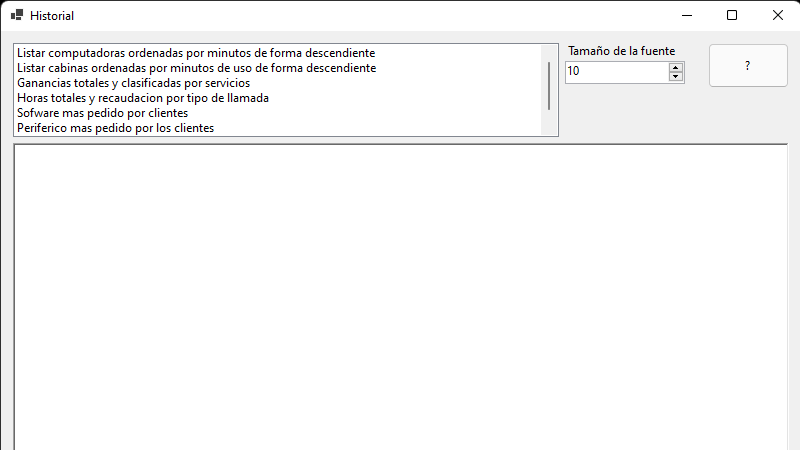 Historial
Listar computadoras ordenadas por minutos de forma descendiente
Listar cabinas ordenadas por minutos de uso de forma descendiente
Ganancias totales y clasificadas por servicios
Horas totales y recaudacion por tipo de llamada
Sofware mas pedido por clientes
Periferico mas pedido por los clientes
Tamaño de la fuente
10
?